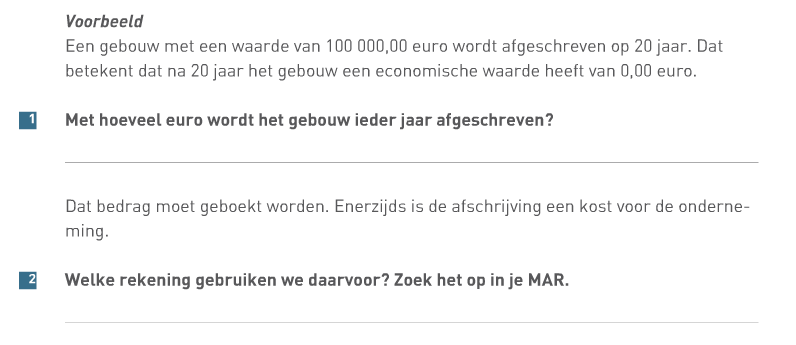 Voorbeeld
Een gebouw met een waarde van 100 000,00 euro wordt afgeschreven op 20 jaar. Dat
betekent dat na 20 jaar het gebouw een economische waarde heeft van 0,00 euro.
1 Met hoeveel euro wordt het gebouw ieder jaar afgeschreven?
Dat bedrag moet geboekt worden. Enerzijds is de afschrijving een kost voor de onderne-
ming.
2 Welke rekening gebruiken we daarvoor? Zoek het op in je MAR.